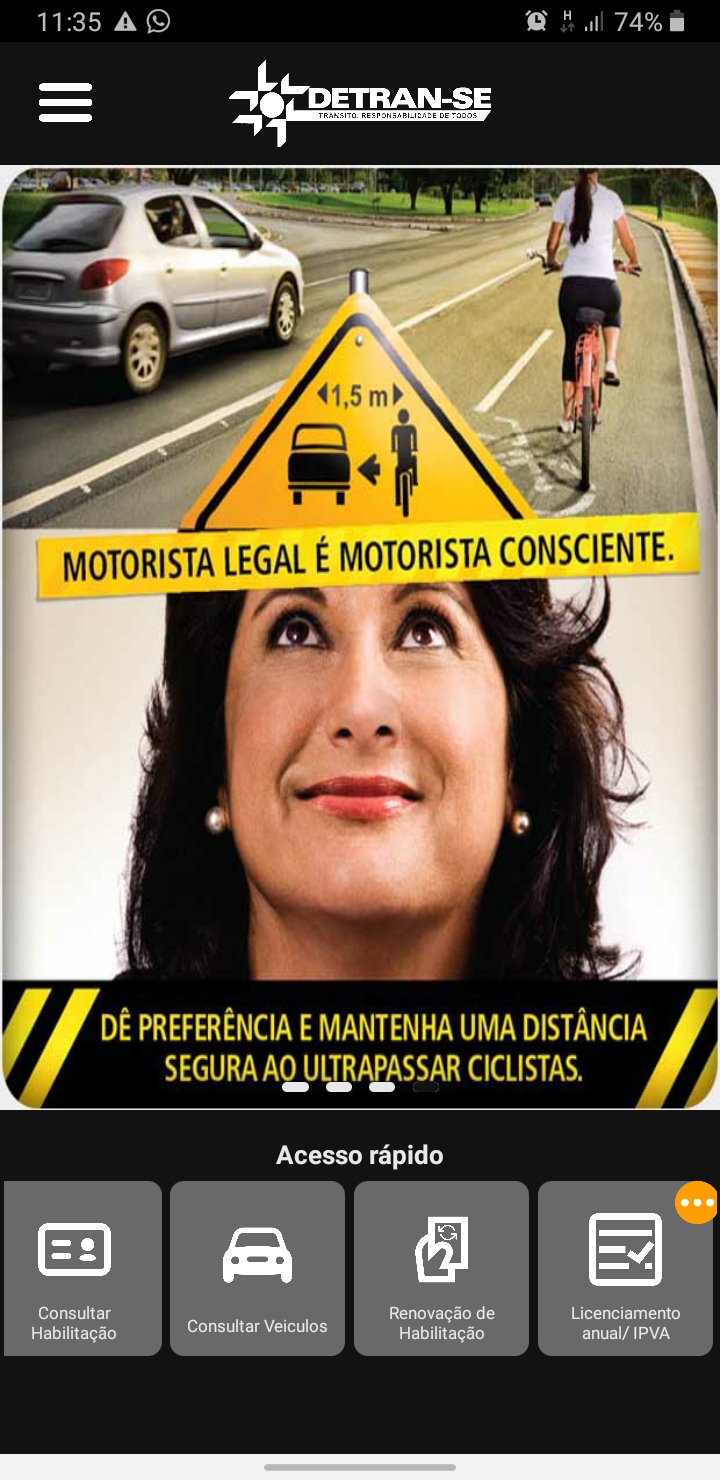 11:35
H
74%
DETRAN-SE
TRÂNSITO, RESPONSABILIDADE DE TODOS
1,5 m
MOTORISTA LEGAL É MOTORISTA CONSCIENTE.
DÊ PREFERÊNCIA E MANTENHA UMA DISTÂNCIA
SEGURA AO ULTRAPASSAR CICLISTAS.
Acesso rápido
Consultar
Habilitação
Consultar Veiculos
Renovação de
Habilitação
Licenciamento
anual/ IPVA